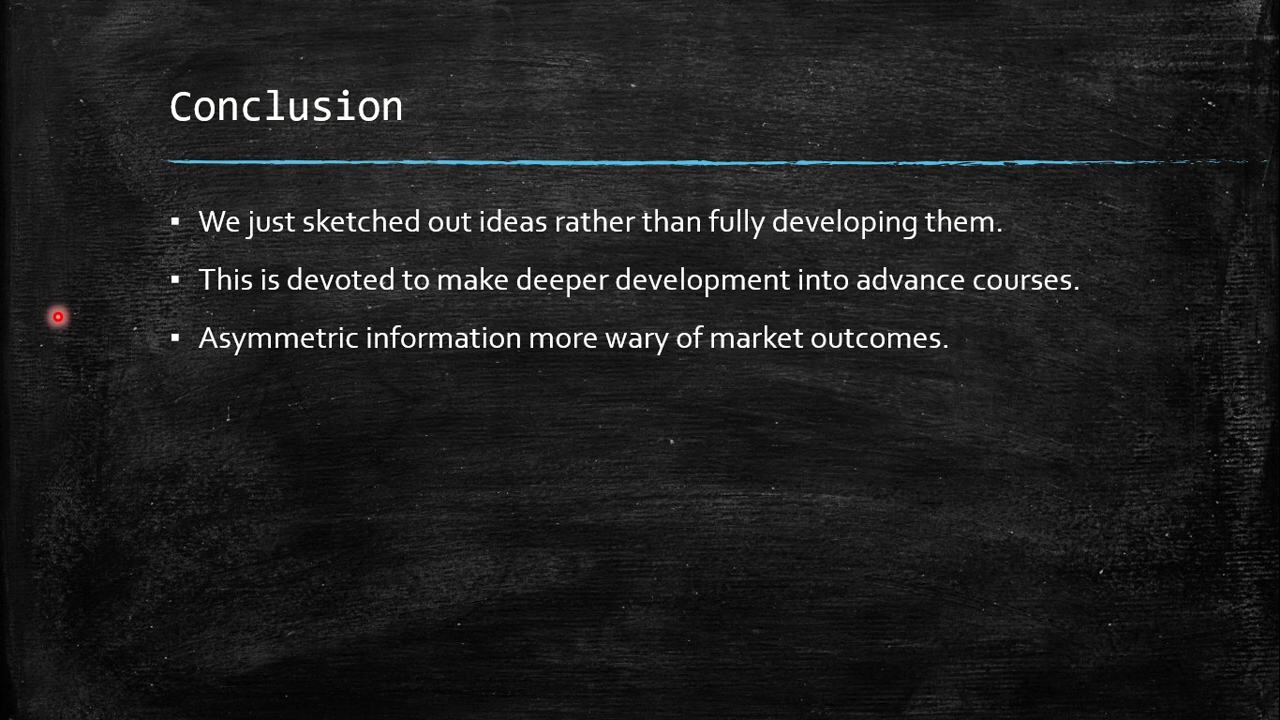 Conclusion
▪ We just sketched out ideas rather than fully developing them.
▪ This is devoted to make deeper development into advance courses.
▪ Asymmetric information more wary of market outcomes.